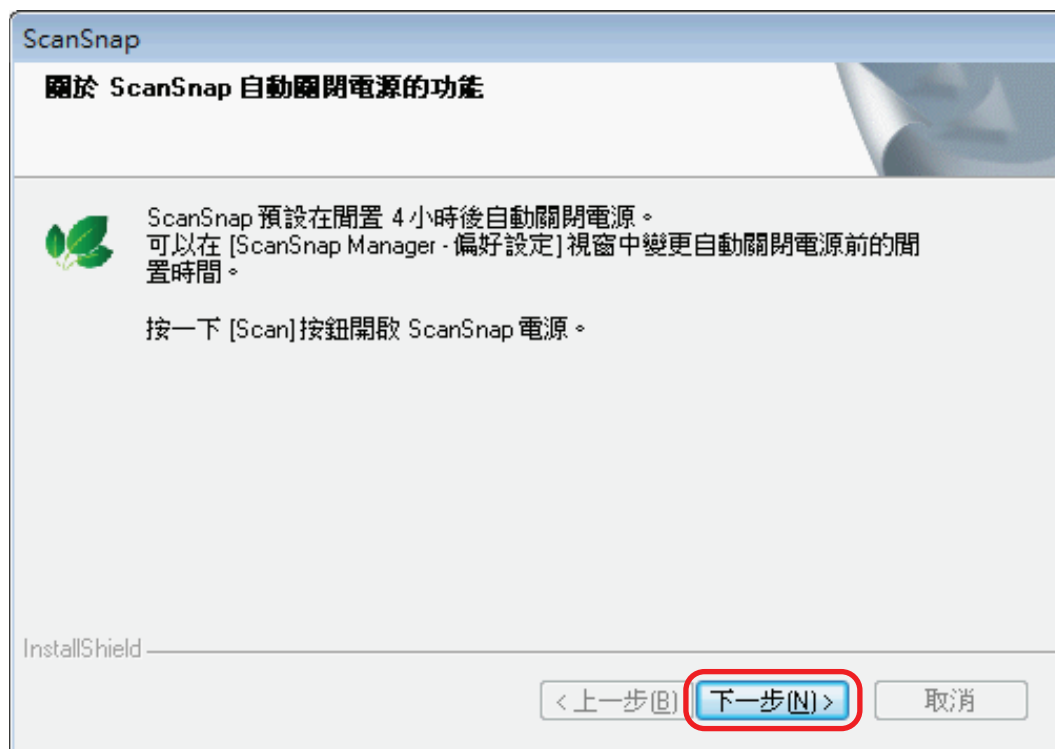 ScanSnap
關於 ScanSnap 自動關閉電源的功能
ScanSnap 預設在閒置 4 小時後自動關閉電源。
可以在 [ScanSnap Manager - 偏好設定] 視窗中變更自動關閉電源前的閒
置時間。
按一下 [Scan] 按鈕開啟 ScanSnap 電源。
InstallShield
< 上一步(B) 下一步(N) > 取消